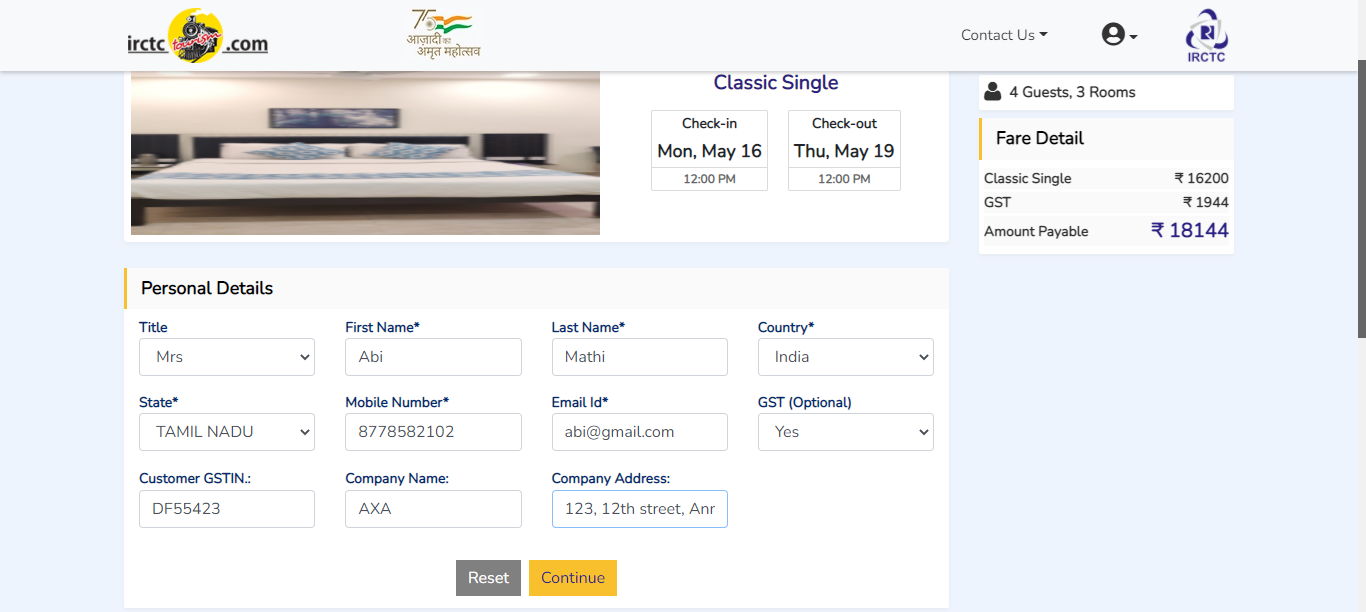 irctc tourism .com
75
आज़ादी का
अमृत महोत्सव
Contact Us
IRCTC
Classic Single
Check-in
Mon, May 16
12:00 PM
Check-out
Thu, May 19
12:00 PM
4 Guests, 3 Rooms
Fare Detail
Classic Single ₹ 16200
GST ₹ 1944
Amount Payable ₹ 18144
Personal Details
Title First Name* Last Name* Country*
Mrs Abi Mathi India
State* Mobile Number* Email Id* GST (Optional)
TAMIL NADU 8778582102 abi@gmail.com Yes
Customer GSTIN.: Company Name: Company Address:
DF55423 AXA 123, 12th street, Anr
Reset Continue